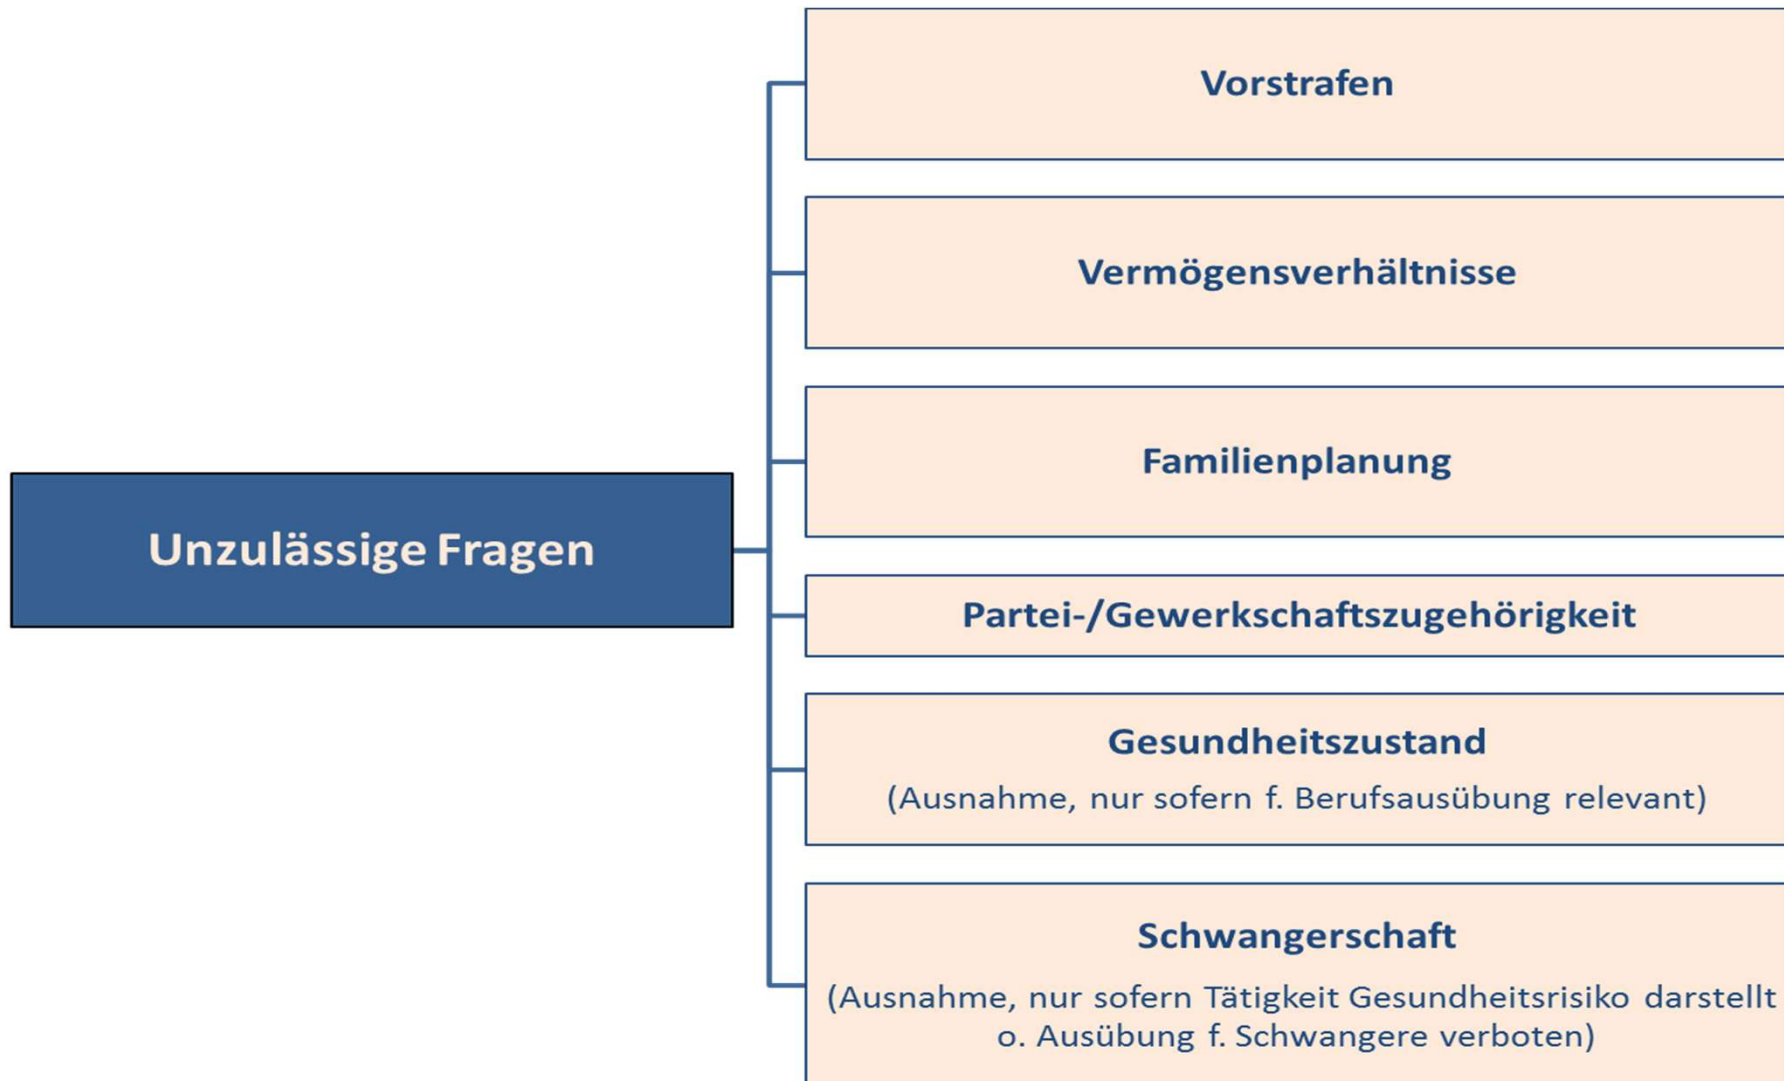 Unzulässige Fragen
Vorstrafen
Vermögensverhältnisse
Familienplanung
Partei-/Gewerkschaftszugehörigkeit
Gesundheitszustand
(Ausnahme, nur sofern f. Berufsausübung relevant)
Schwangerschaft
(Ausnahme, nur sofern Tätigkeit Gesundheitsrisiko darstellt
o. Ausübung f. Schwangere verboten)